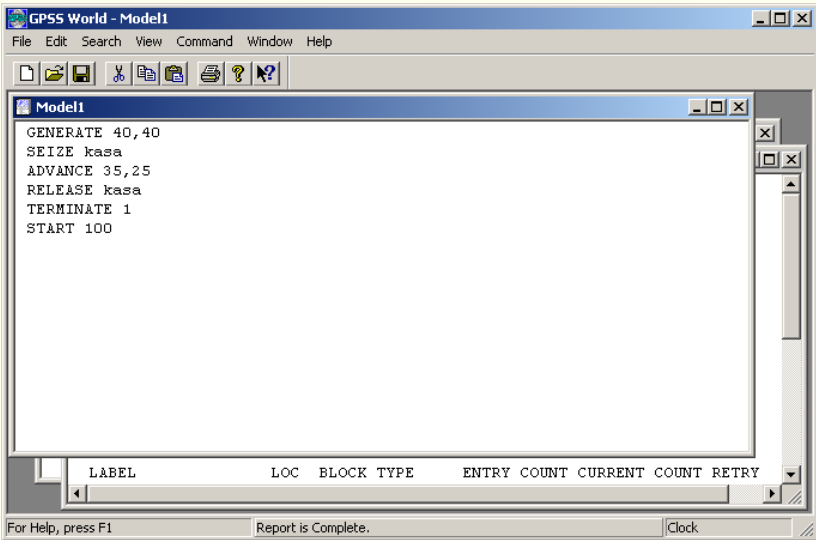 GPSS World - Model1
File Edit Search View Command Window Help
Model1
GENERATE 40,40
SEIZE kasa
ADVANCE 35,25
RELEASE kasa
TERMINATE 1
START 100
LABEL LOC BLOCK TYPE ENTRY COUNT CURRENT COUNT RETRY
For Help, press F1 Report is Complete. Clock